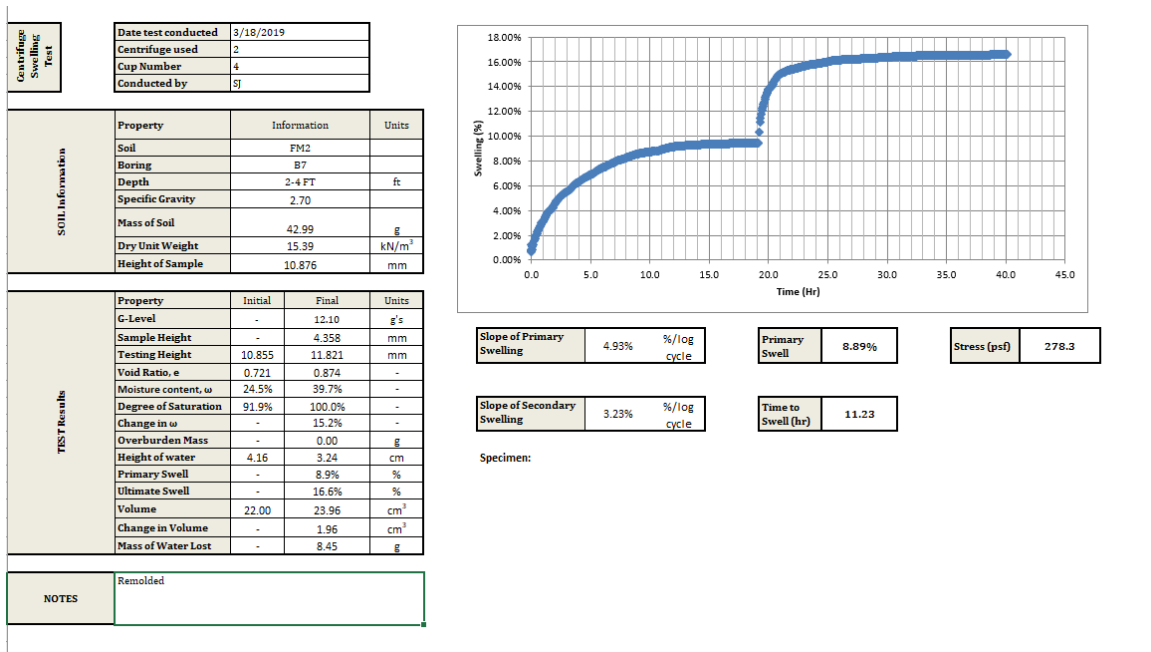 Centrifuge
Swelling
Test
Date test conducted 3/18/2019
Centrifuge used 2
Cup Number 4
Conducted by SJ
SOIL Information
Property Information Units
Soil FM2
Boring B7
Depth 2-4 FT ft
Specific Gravity 2.70
Mass of Soil 42.99 g
Dry Unit Weight 15.39 kN/m³
Height of Sample 10.876 mm
TEST Results
Property Initial Final Units
G-Level - 12.10 g's
Sample Height - 4.358 mm
Testing Height 10.855 11.821 mm
Void Ratio, e 0.721 0.874 -
Moisture content, ω 24.5% 39.7% -
Degree of Saturation 91.9% 100.0% -
Change in ω - 15.2% -
Overburden Mass - 0.00 g
Height of water 4.16 3.24 cm
Primary Swell - 8.9% %
Ultimate Swell - 16.6% %
Volume 22.00 23.96 cm³
Change in Volume - 1.96 cm³
Mass of Water Lost - 8.45 g
NOTES
Remolded
Swelling (%)
18.00%
16.00%
14.00%
12.00%
10.00%
8.00%
6.00%
4.00%
2.00%
0.00%
0.0 5.0 10.0 15.0 20.0 25.0 30.0 35.0 40.0 45.0
Time (Hr)
Slope of Primary
Swelling
4.93%
%/log
cycle
Primary
Swell
8.89%
Stress (psf) 278.3
Slope of Secondary
Swelling
3.23%
%/log
cycle
Time to
Swell (hr)
11.23
Specimen: